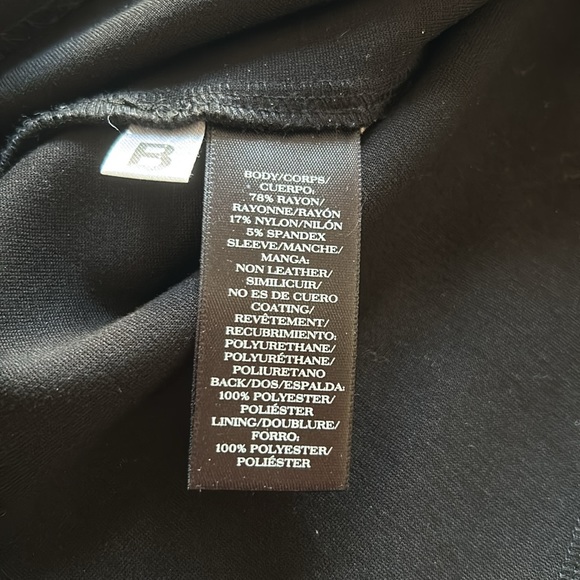 B
BODY/CORPS/
CUERPO:
78% RAYON/
RAYONNE/RAYÓN
17% NYLON/NILÓN
5% SPANDEX
SLEEVE/MANCHE/
MANGA:
NON LEATHER/
SIMILICUIR/
NO ES DE CUERO
COATING/
REVÊTEMENT/
RECUBRIMIENTO:
POLYURETHANE/
POLYURÉTHANE/
POLIURETANO
BACK/DOS/ESPALDA:
100% POLYESTER/
POLIÉSTER
LINING/DOUBLURE/
FORRO:
100% POLYESTER/
POLIÉSTER